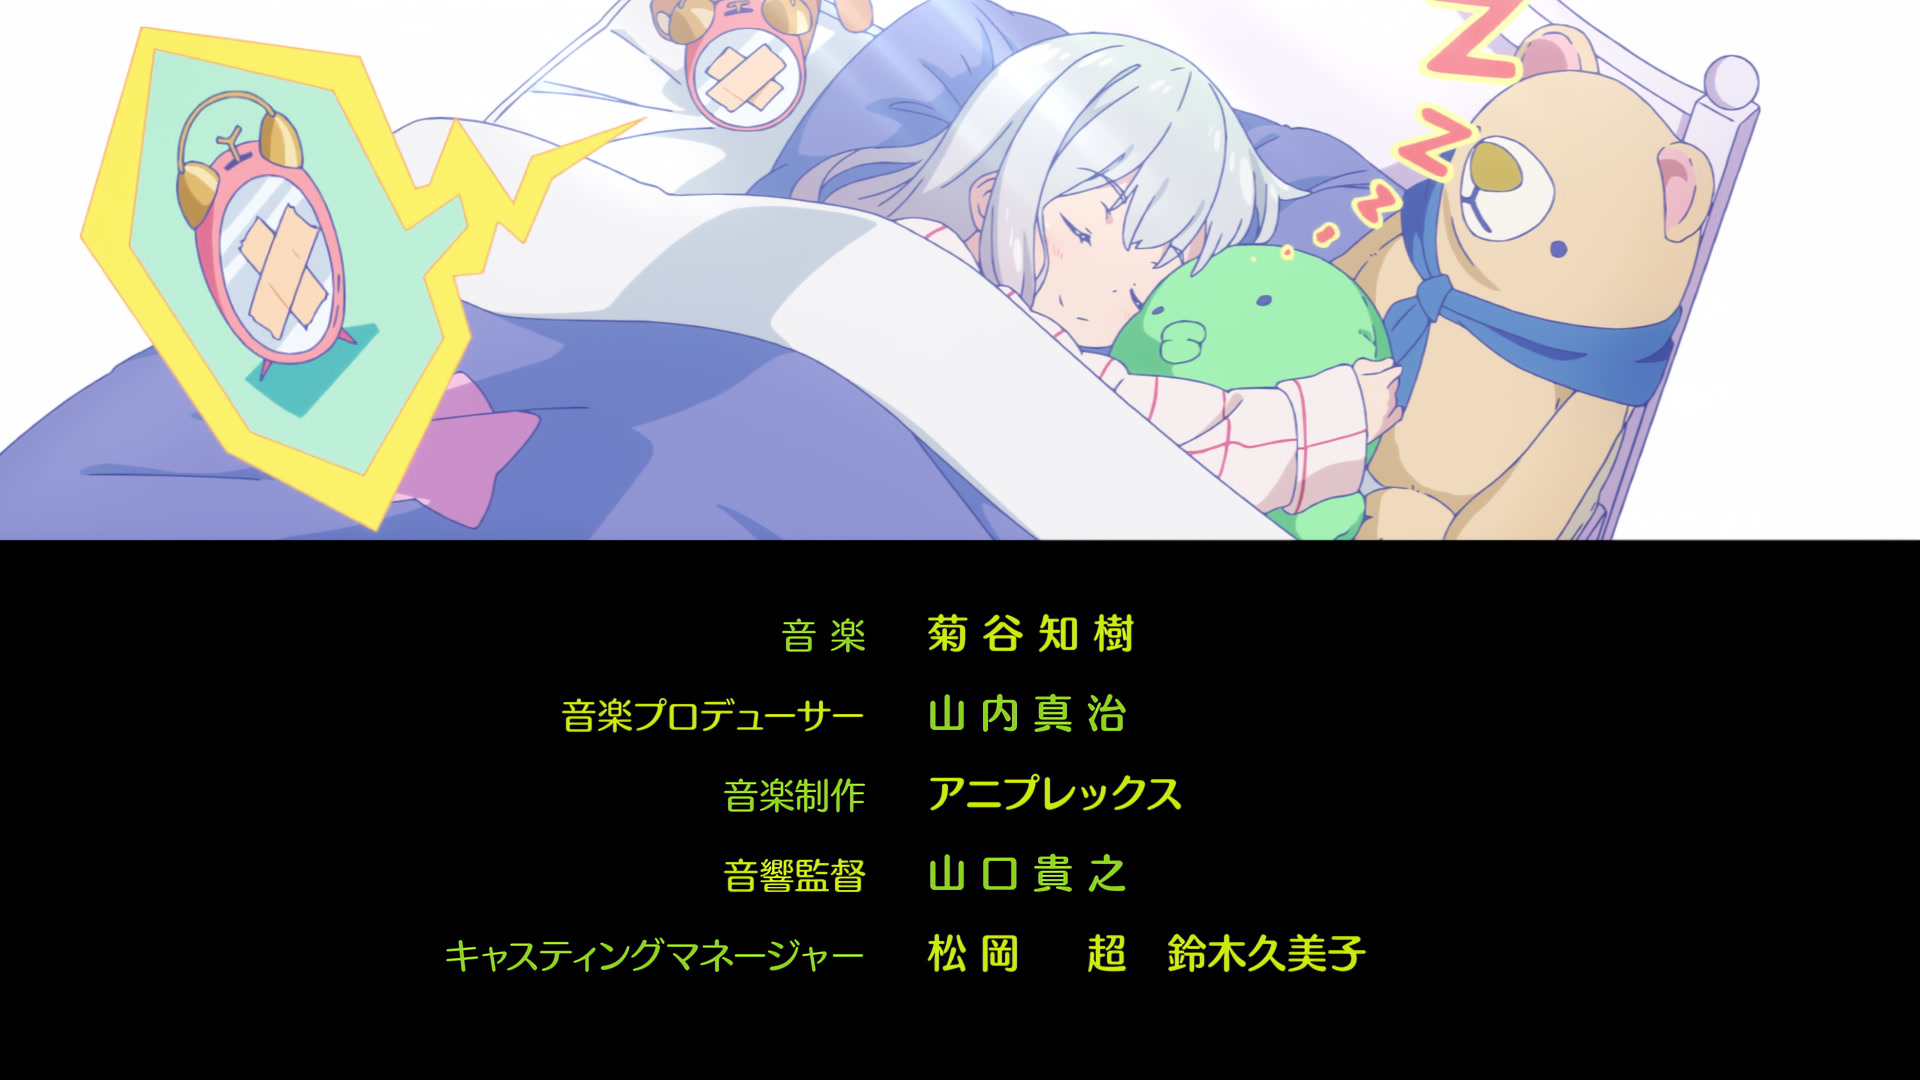 Z
Z
Z
音楽 菊谷知樹
音楽プロデューサー 山内真治
音楽制作 アニプレックス
音響監督 山口貴之
キャスティングマネージャー 松岡 超 鈴木久美子